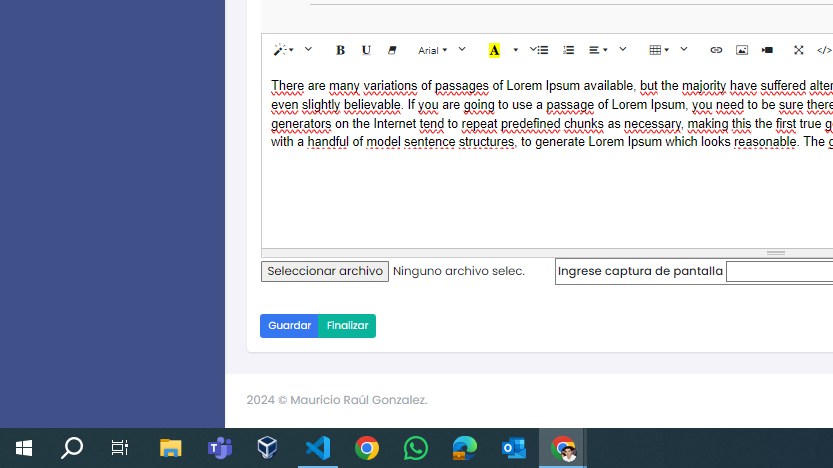 B U Arial A </>
There are many variations of passages of Lorem Ipsum available, but the majority have suffered alter
even slightly believable. If you are going to use a passage of Lorem Ipsum, you need to be sure there
generators on the Internet tend to repeat predefined chunks as necessary, making this the first true g
with a handful of model sentence structures, to generate Lorem Ipsum which looks reasonable. The g
Seleccionar archivo Ninguno archivo selec. Ingrese captura de pantalla
Guardar Finalizar
2024 © Mauricio Raúl Gonzalez.